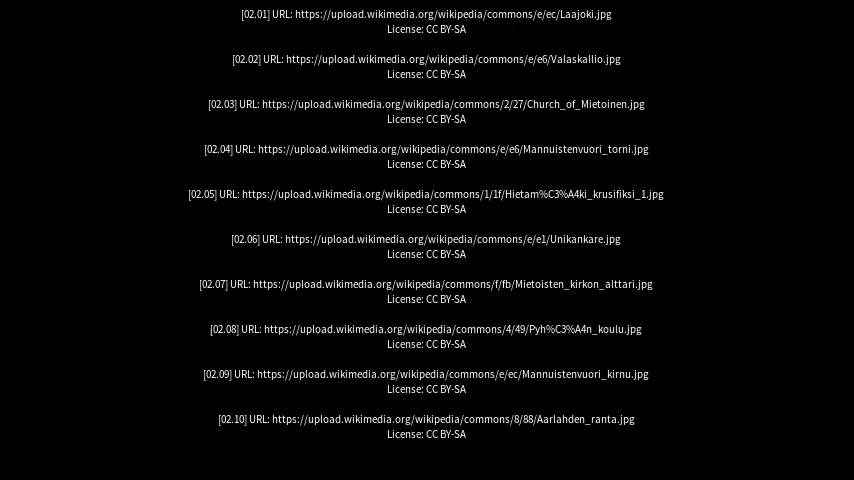 [02.01] URL: https://upload.wikimedia.org/wikipedia/commons/e/ec/Laajoki.jpg
License: CC BY-SA
[02.02] URL: https://upload.wikimedia.org/wikipedia/commons/e/e6/Valaskallio.jpg
License: CC BY-SA
[02.03] URL: https://upload.wikimedia.org/wikipedia/commons/2/27/Church_of_Mietoinen.jpg
License: CC BY-SA
[02.04] URL: https://upload.wikimedia.org/wikipedia/commons/e/e6/Mannuistenvuori_torni.jpg
License: CC BY-SA
[02.05] URL: https://upload.wikimedia.org/wikipedia/commons/1/1f/Hietam%C3%A4ki_krusifiksi_1.jpg
License: CC BY-SA
[02.06] URL: https://upload.wikimedia.org/wikipedia/commons/e/e1/Unikankare.jpg
License: CC BY-SA
[02.07] URL: https://upload.wikimedia.org/wikipedia/commons/f/fb/Mietoisten_kirkon_alttari.jpg
License: CC BY-SA
[02.08] URL: https://upload.wikimedia.org/wikipedia/commons/4/49/Pyh%C3%A4n_koulu.jpg
License: CC BY-SA
[02.09] URL: https://upload.wikimedia.org/wikipedia/commons/e/ec/Mannuistenvuori_kirnu.jpg
License: CC BY-SA
[02.10] URL: https://upload.wikimedia.org/wikipedia/commons/8/88/Aarlahden_ranta.jpg
License: CC BY-SA